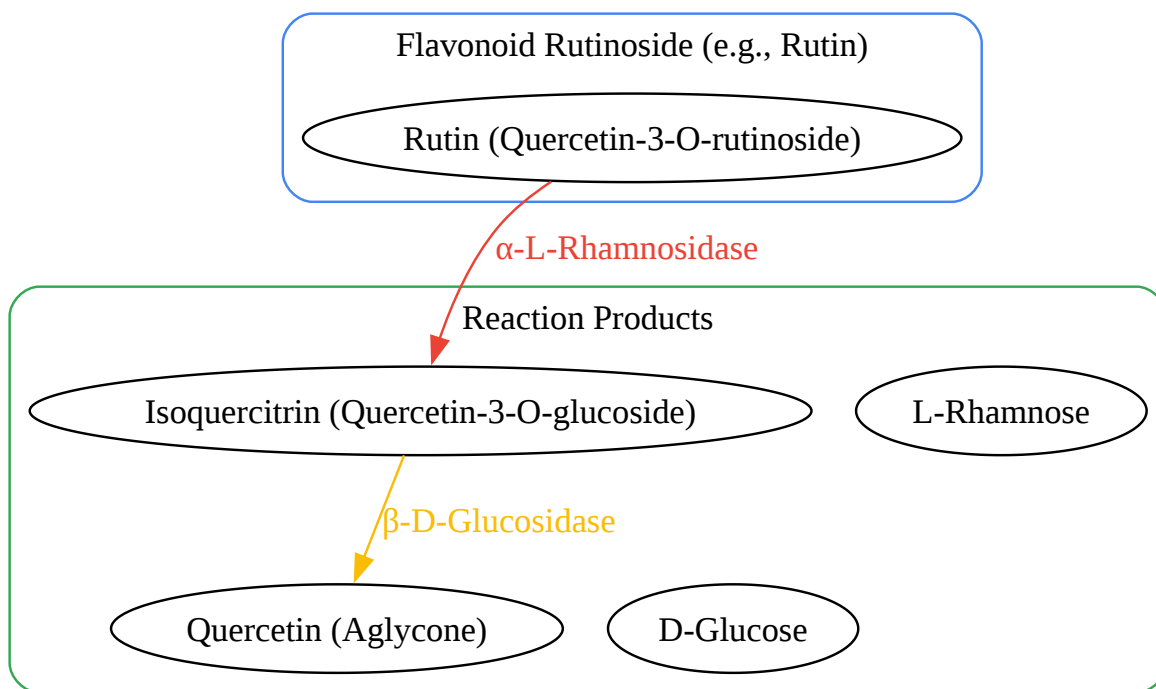 Flavonoid Rutinoside (e.g., Rutin)
Rutin (Quercetin-3-O-rutinoside)
α-L-Rhamnosidase
Reaction Products
Isoquercitrin (Quercetin-3-O-glucoside)
L-Rhamnose
β-D-Glucosidase
Quercetin (Aglycone)
D-Glucose